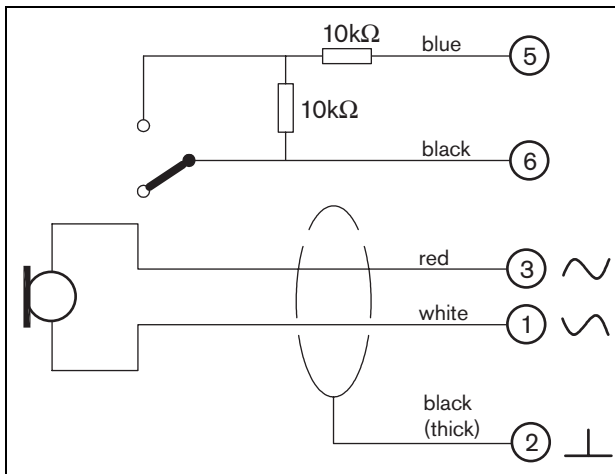 10kΩ
blue
5
10kΩ
black
6
red
3
white
1
black
(thick)
2